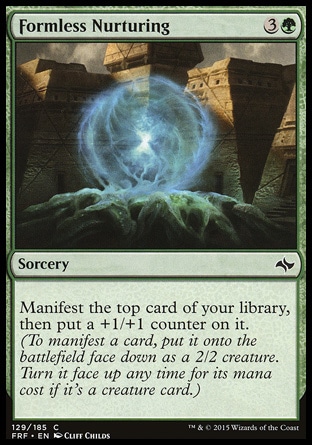 Formless Nurturing 3
Sorcery
Manifest the top card of your library,
then put a +1/+1 counter on it.
(To manifest a card, put it onto the
battlefield face down as a 2/2 creature.
Turn it face up any time for its mana
cost if it's a creature card.)
129/185 C
FRF • EN Cliff Childs
™ & © 2015 Wizards of the Coast